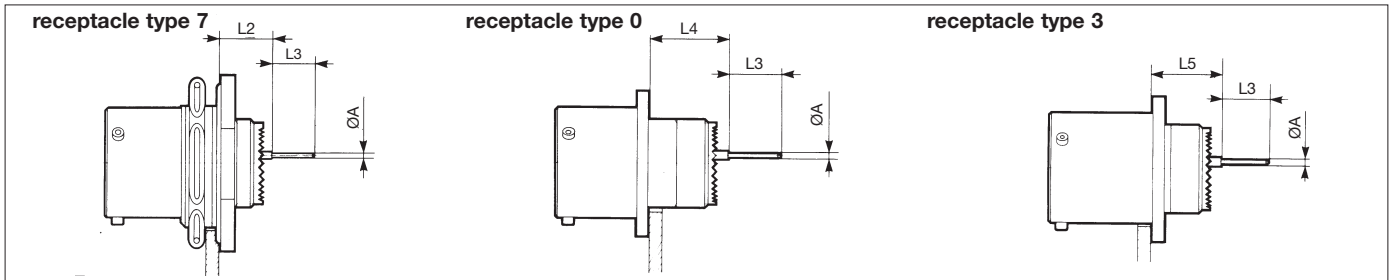 receptacle type 7
L2
L3
ØA
receptacle type 0
L4
L3
ØA
receptacle type 3
L5
L3
ØA